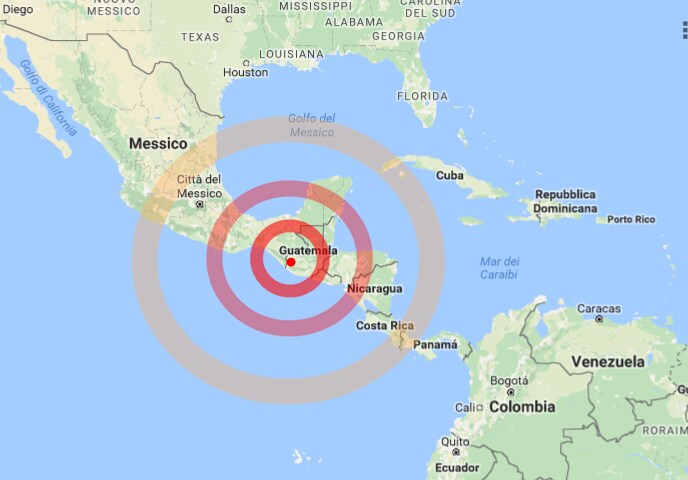 Diego
NUOVO
MESSICO
Dallas
MISSISSIPPI
CAROLINA
DEL SUD
ALABAMA
TEXAS
GEORGIA
LOUISIANA
Houston
Golfo di California
FLORIDA
Golfo del
Messico
Messico
Città del
Messico
Cuba
Repubblica
Dominicana
Porto Rico
Guatemala
Mar dei
Caraibi
Nicaragua
Caracas
Costa Rica
Panamá
Venezuela
Bogotá
Cali
Colombia
RORAIM
Quito
Ecuador